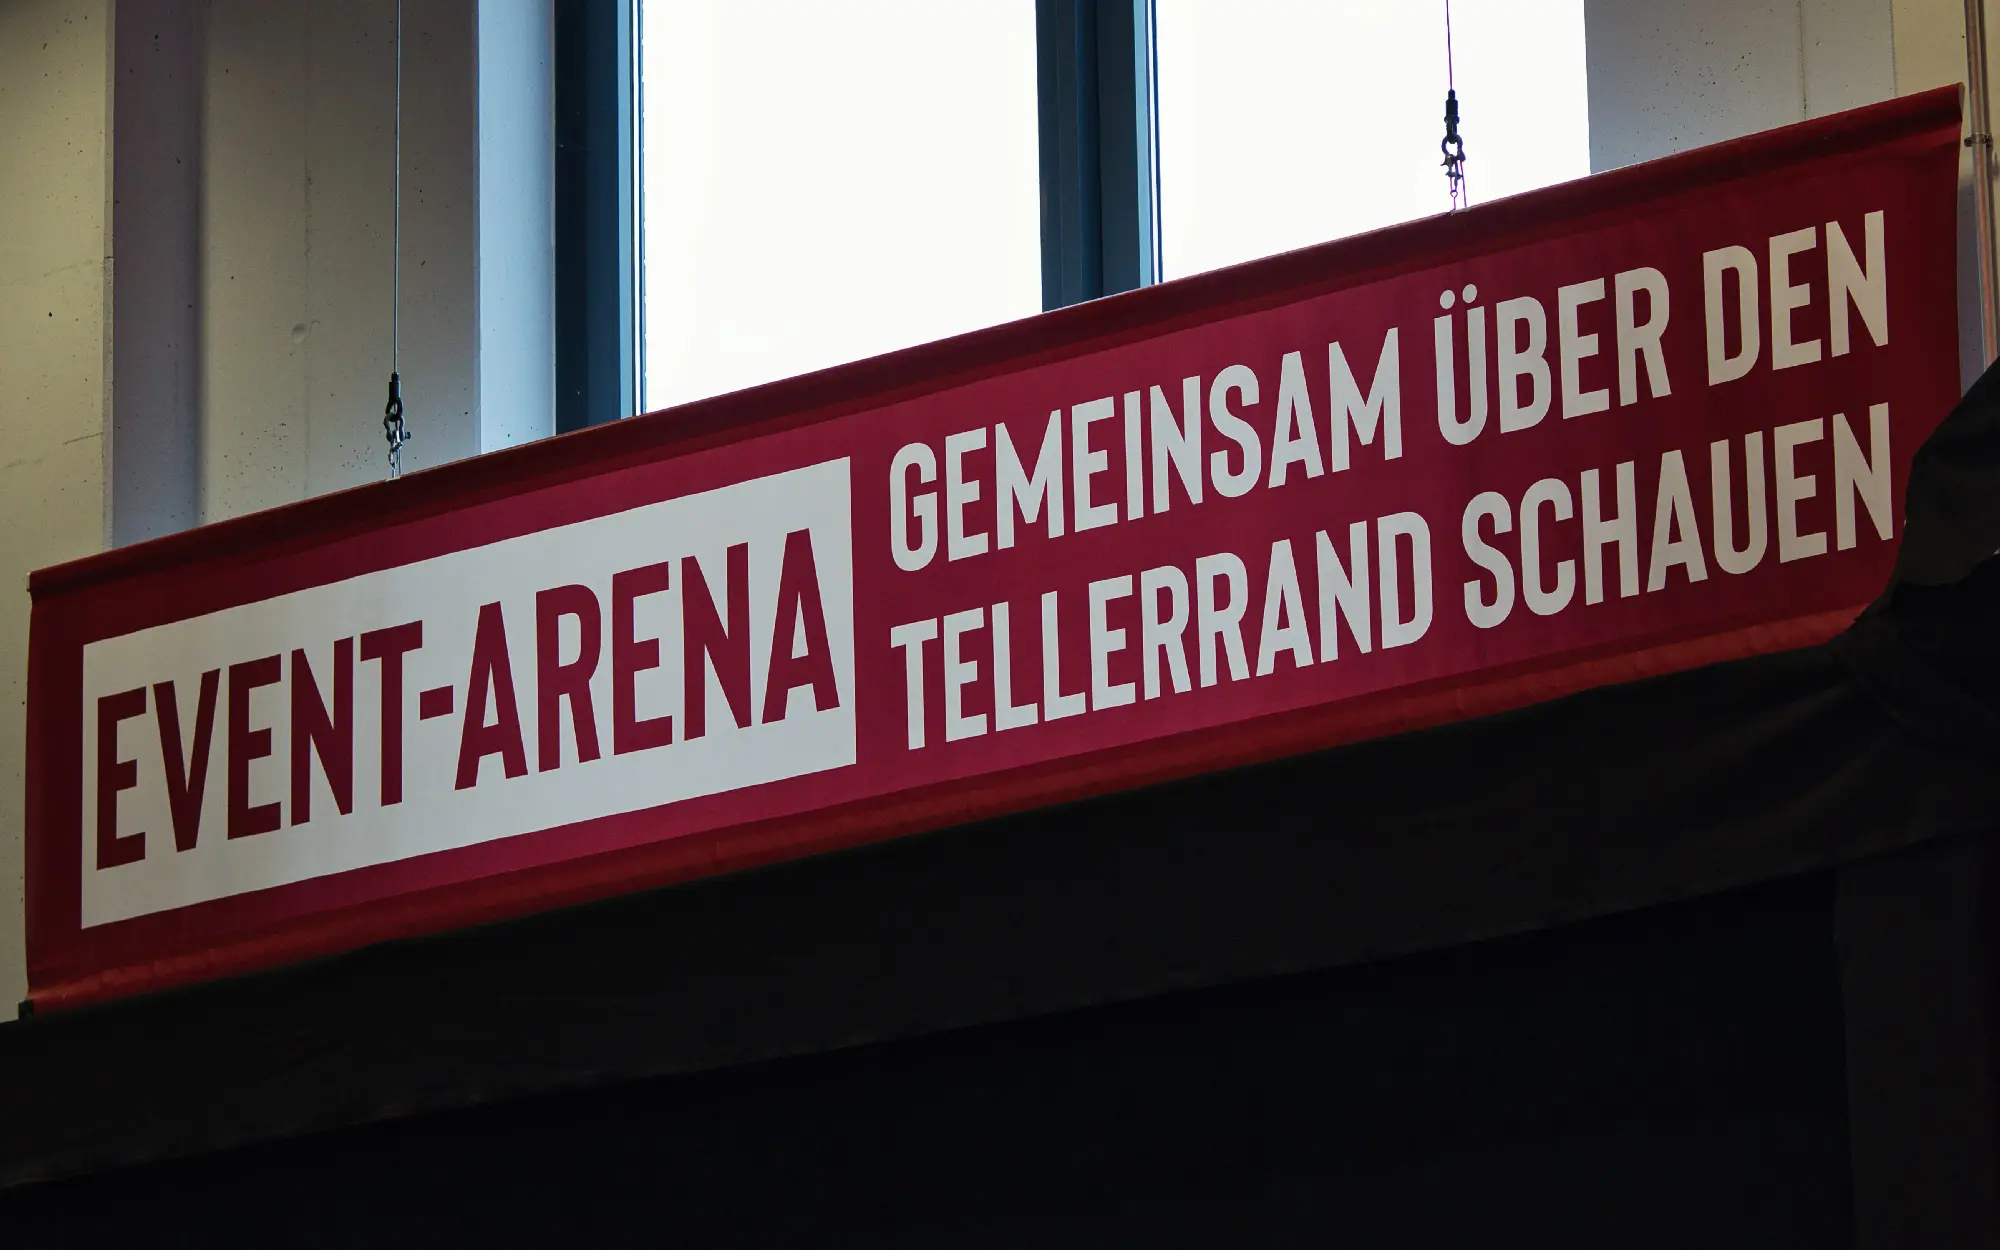 EVENT-ARENA
GEMEINSAM ÜBER DEN
TELLERRAND SCHAUEN